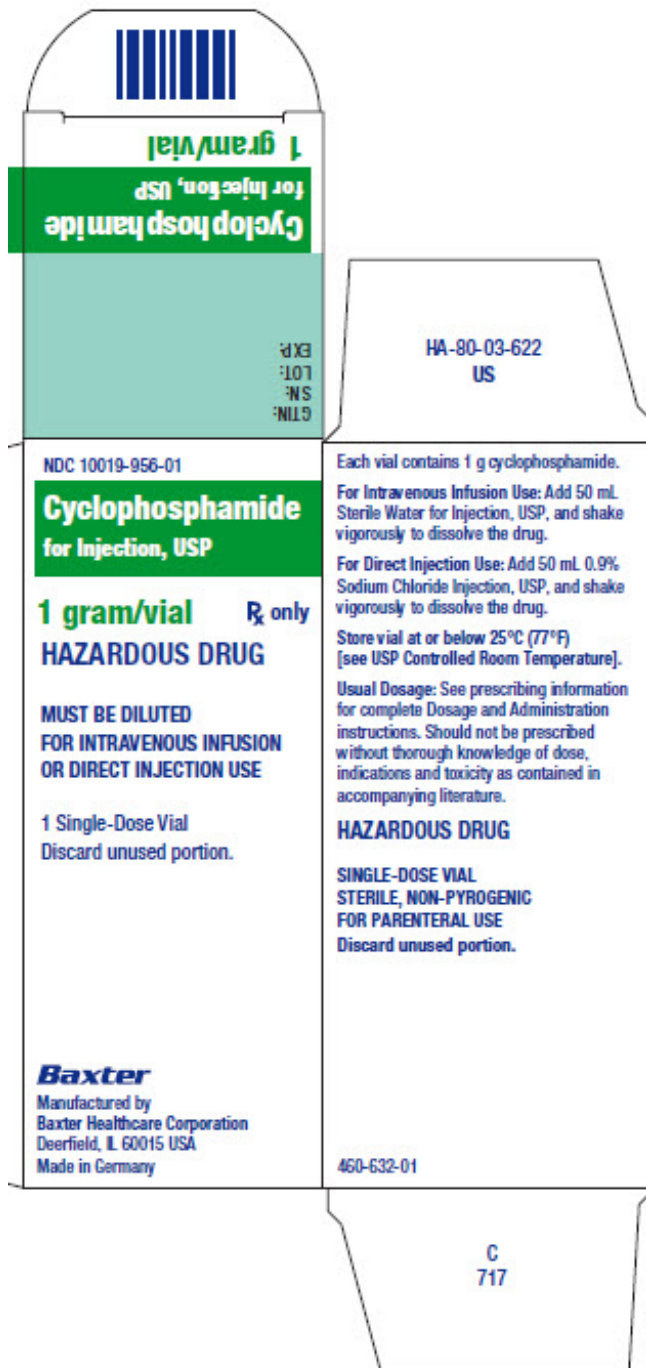 1 gram/vial
for Injection, USP
Cyclophosphamide
EXP:
LOT:
SN:
GTIN:
HA-80-03-622
US
NDC 10019-956-01
Cyclophosphamide
for Injection, USP
1 gram/vial ℞ only
HAZARDOUS DRUG
MUST BE DILUTED
FOR INTRAVENOUS INFUSION
OR DIRECT INJECTION USE
1 Single-Dose Vial
Discard unused portion.
Baxter
Manufactured by
Baxter Healthcare Corporation
Deerfield, IL 60015 USA
Made in Germany
Each vial contains 1 g cyclophosphamide.
For Intravenous Infusion Use: Add 50 mL
Sterile Water for Injection, USP, and shake
vigorously to dissolve the drug.
For Direct Injection Use: Add 50 mL 0.9%
Sodium Chloride Injection, USP, and shake
vigorously to dissolve the drug.
Store vial at or below 25°C (77°F)
[see USP Controlled Room Temperature].
Usual Dosage: See prescribing information
for complete Dosage and Administration
instructions. Should not be prescribed
without thorough knowledge of dose,
indications and toxicity as contained in
accompanying literature.
HAZARDOUS DRUG
SINGLE-DOSE VIAL
STERILE, NON-PYROGENIC
FOR PARENTERAL USE
Discard unused portion.
460-632-01
C
717